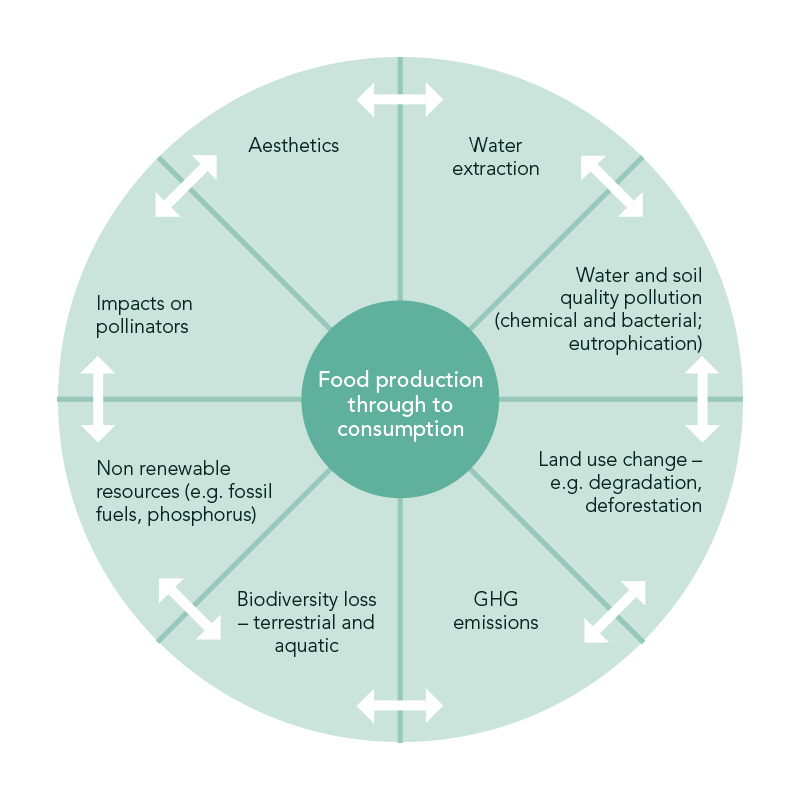 Aesthetics
Water
extraction
Water and soil
quality pollution
(chemical and bacterial;
eutrophication)
Impacts on
pollinators
Food production
through to
consumption
Non renewable
resources (e.g. fossil
fuels, phosphorus)
Land use change –
e.g. degradation,
deforestation
Biodiversity loss
– terrestrial and
aquatic
GHG
emissions